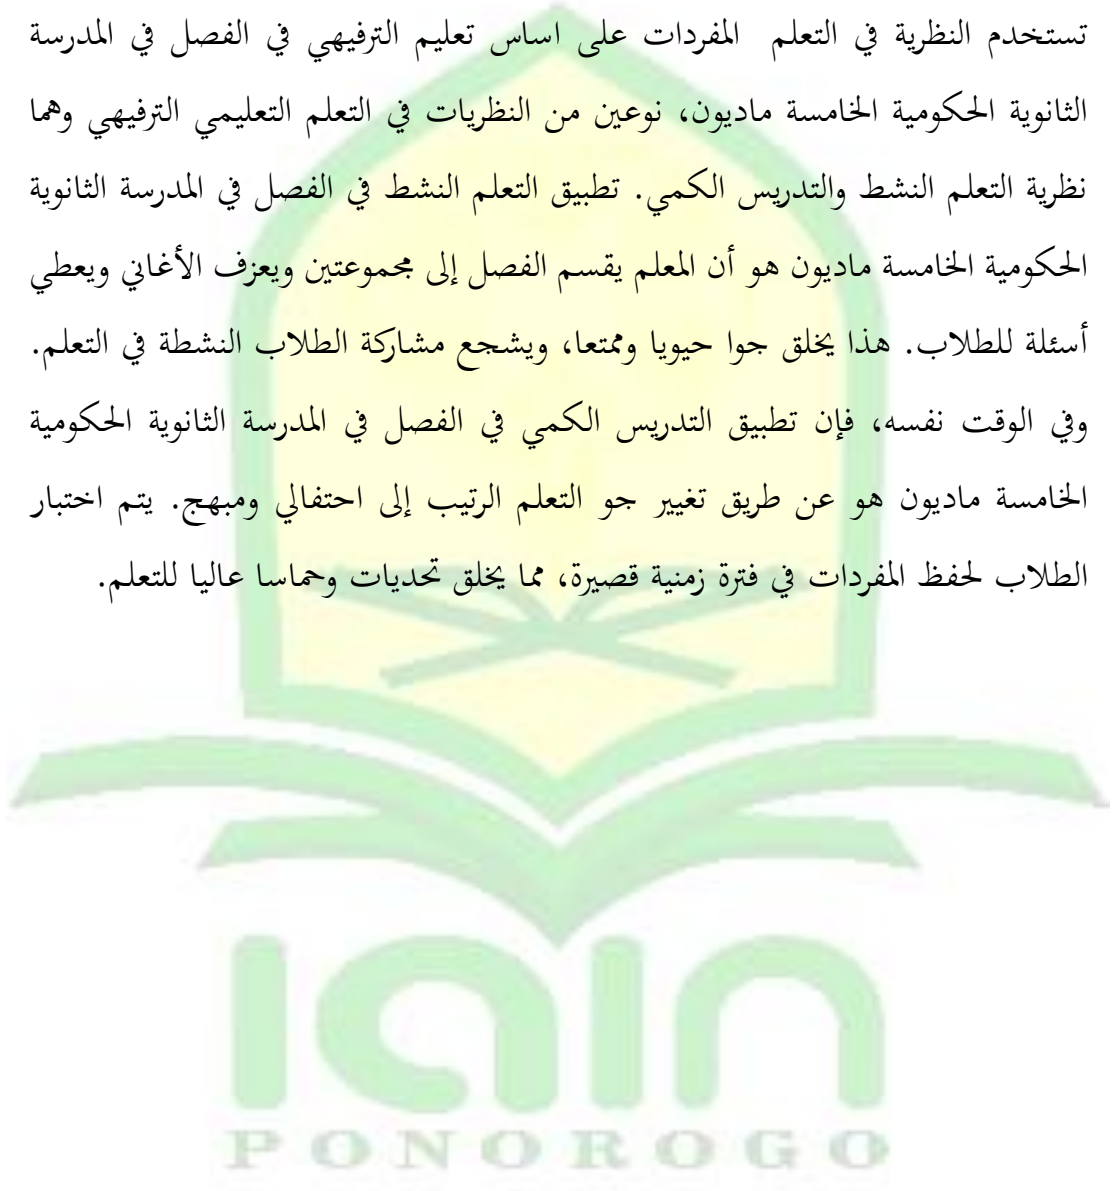 تستخدم النظرية في التعلم المفردات على اساس تعليم الترفيهي في الفصل في المدرسة
الثانوية الحكومية الخامسة ماديون، نوعين من النظريات في التعلم التعليمي الترفيهي وهما
نظرية التعلم النشط والتدريس الكمي. تطبيق التعلم النشط في الفصل في المدرسة الثانوية
الحكومية الخامسة ماديون هو أن المعلم يقسم الفصل إلى مجموعتين ويعزف الأغاني ويعطي
أسئلة للطلاب. هذا يخلق جوا حيويا وممتعا، ويشجع مشاركة الطلاب النشطة في التعلم.
وفي الوقت نفسه، فإن تطبيق التدريس الكمي في الفصل في المدرسة الثانوية الحكومية
الخامسة ماديون هو عن طريق تغيير جو التعلم الرتيب إلى احتفالي ومبهج. يتم اختبار
الطلاب لحفظ المفردات في فترة زمنية قصيرة، مما يخلق تحديات وحماسا عاليا للتعلم.
iain
PONOROGO